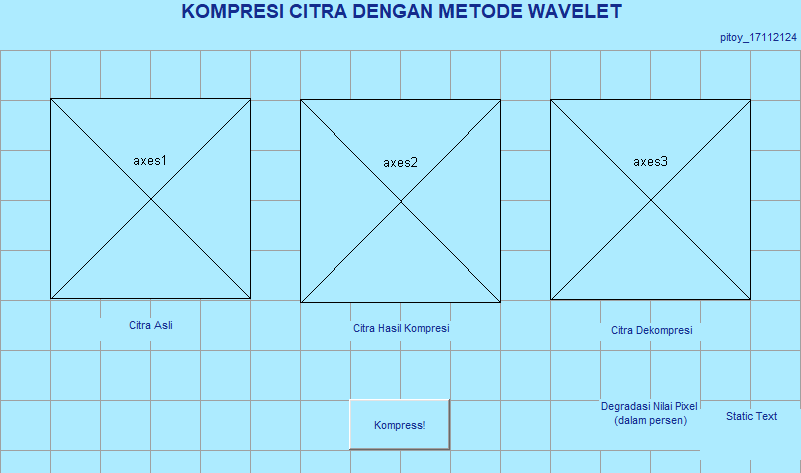 KOMPRESI CITRA DENGAN METODE WAVELET
pitoy_17112124
axes1
axes2
axes3
Citra Asli
Citra Hasil Kompresi
Citra Dekompresi
Kompress!
Degradasi Nilai Pixel
(dalam persen)
Static Text